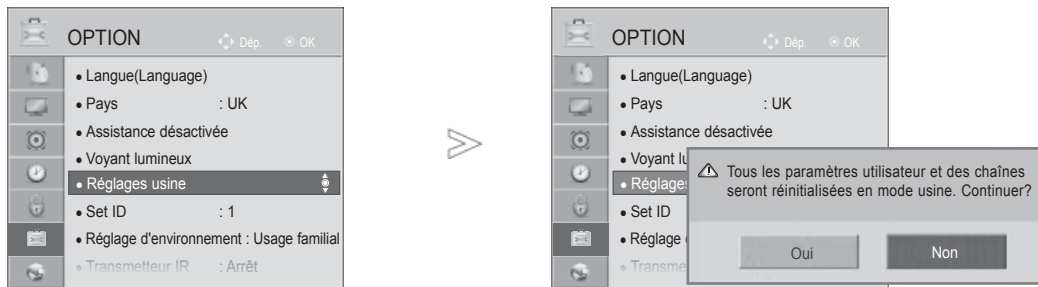 OPTION
Dép. OK
• Langue(Language)
• Pays : UK
• Assistance désactivée
• Voyant lumineux
• Réglages usine
• Set ID : 1
• Réglage d'environnement : Usage familial
• Transmetteur IR : Arrêt
OPTION
Dép. OK
• Langue(Language)
• Pays : UK
• Assistance désactivée
• Voyant lu
• Réglages
• Set ID
• Réglage
• Transme
Tous les paramètres utilisateur et des chaînes
seront réinitialisées en mode usine. Continuer?
Oui Non